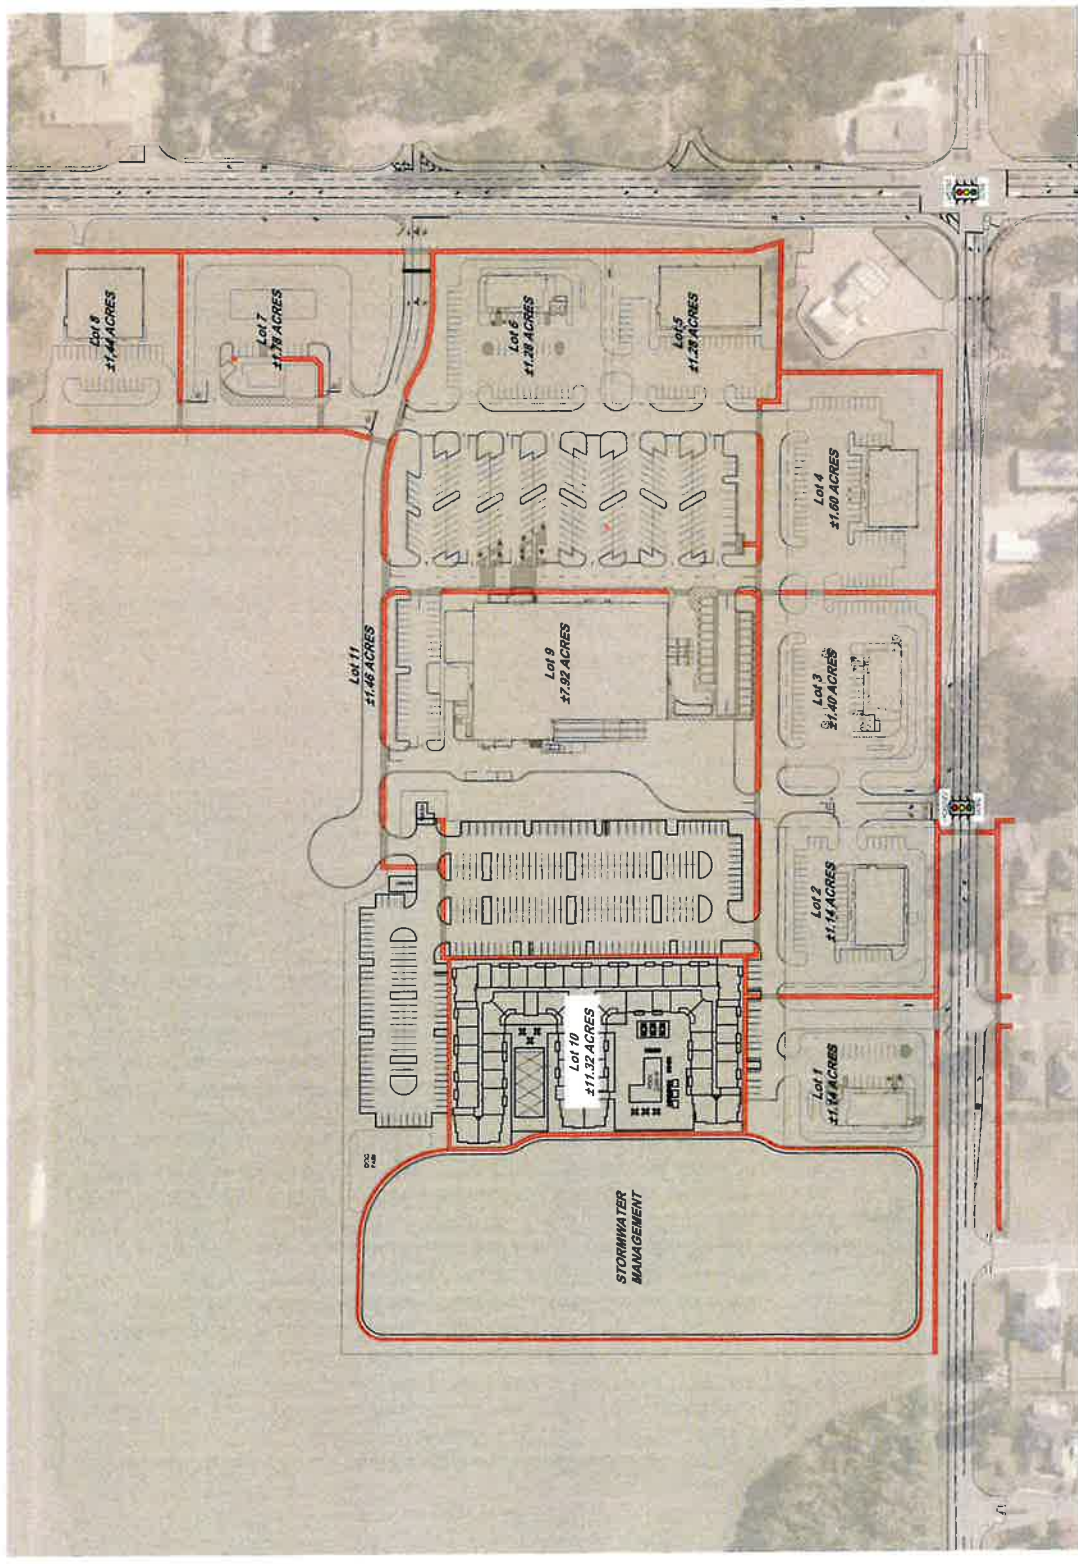 Lot 8
±1.44 ACRES
Lot 7
±1.78 ACRES
Lot 6
±1.28 ACRES
Lot 5
±1.28 ACRES
Lot 4
±1.60 ACRES
Lot 11
±1.46 ACRES
Lot 9
±7.92 ACRES
Lot 3
±1.40 ACRES
Lot 2
±1.14 ACRES
Lot 10
±11.32 ACRES
Lot 1
±1.14 ACRES
DOG
PARK
STORMWATER
MANAGEMENT